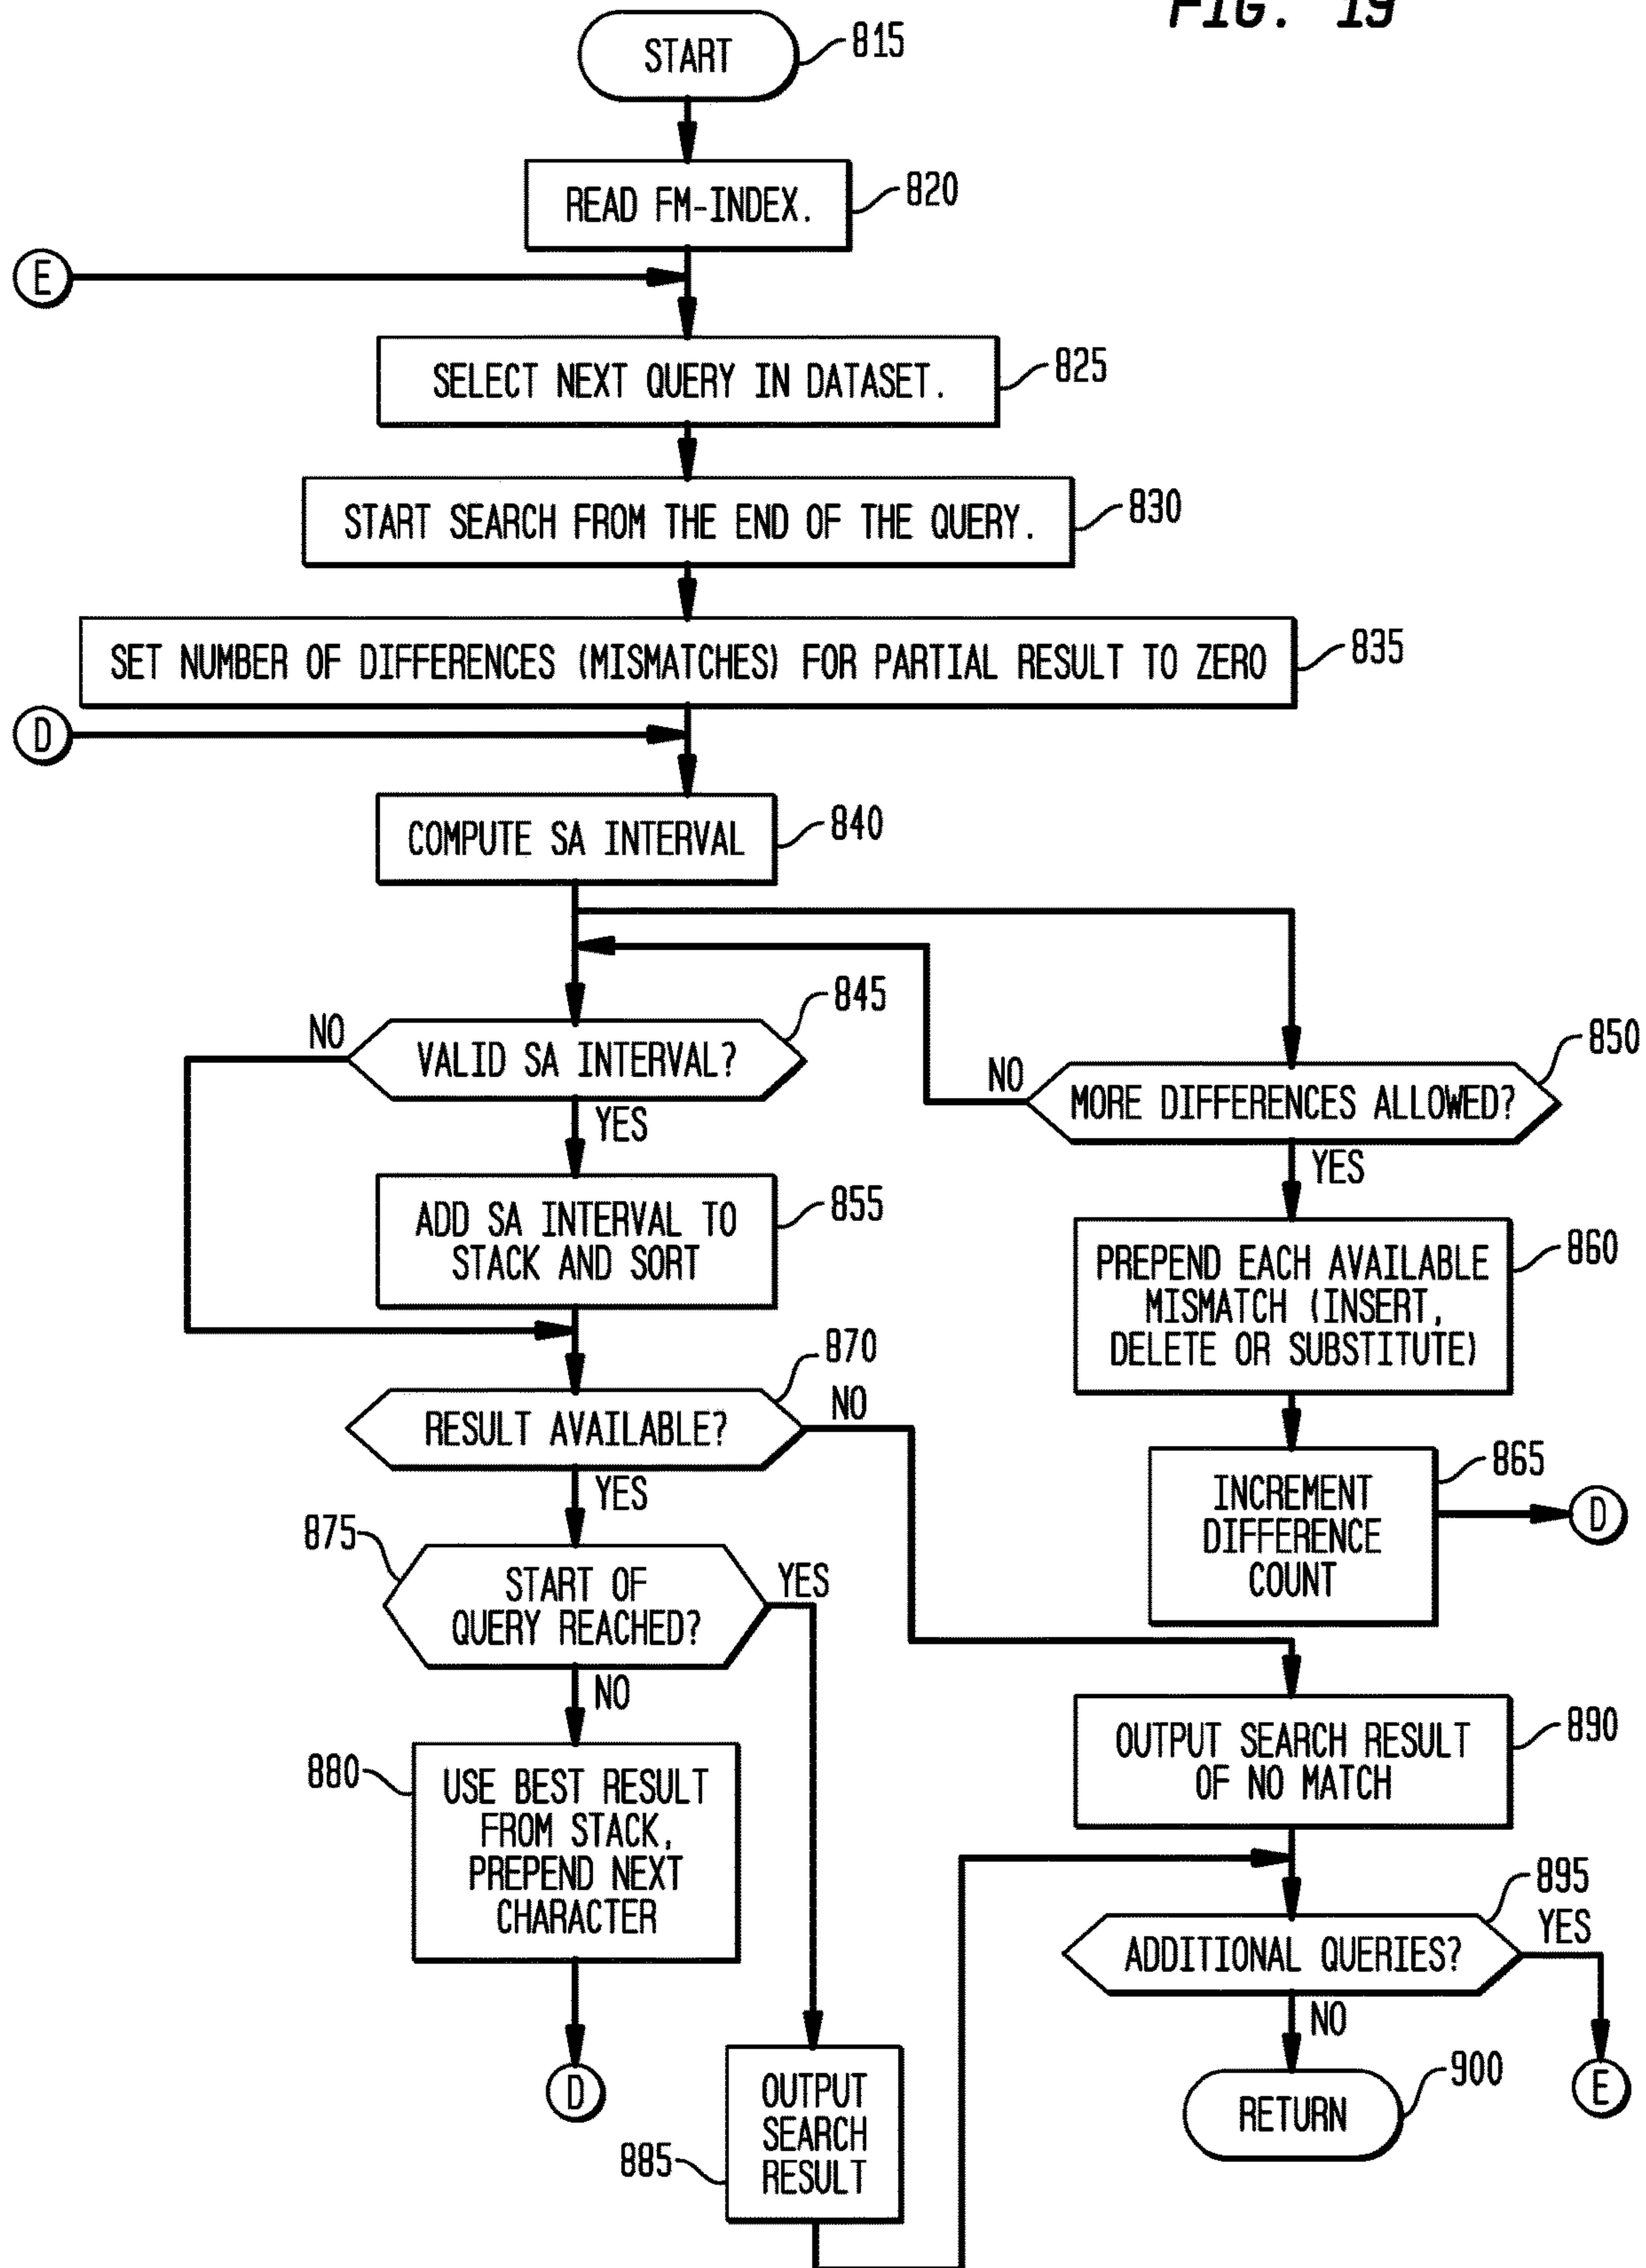 FIG. 19
START
815
READ FM-INDEX.
820
E
SELECT NEXT QUERY IN DATASET.
825
START SEARCH FROM THE END OF THE QUERY.
830
SET NUMBER OF DIFFERENCES (MISMATCHES) FOR PARTIAL RESULT TO ZERO
835
D
COMPUTE SA INTERVAL
840
845
NO
VALID SA INTERVAL?
YES
850
NO
MORE DIFFERENCES ALLOWED?
YES
ADD SA INTERVAL TO
STACK AND SORT
855
PREPEND EACH AVAILABLE
MISMATCH (INSERT,
DELETE OR SUBSTITUTE)
860
870
RESULT AVAILABLE?
NO
YES
INCREMENT
DIFFERENCE
COUNT
865
D
875
START OF
QUERY REACHED?
YES
NO
880
USE BEST RESULT
FROM STACK,
PREPEND NEXT
CHARACTER
D
OUTPUT SEARCH RESULT
OF NO MATCH
890
895
ADDITIONAL QUERIES?
YES
NO
E
OUTPUT
SEARCH
RESULT
885
RETURN
900